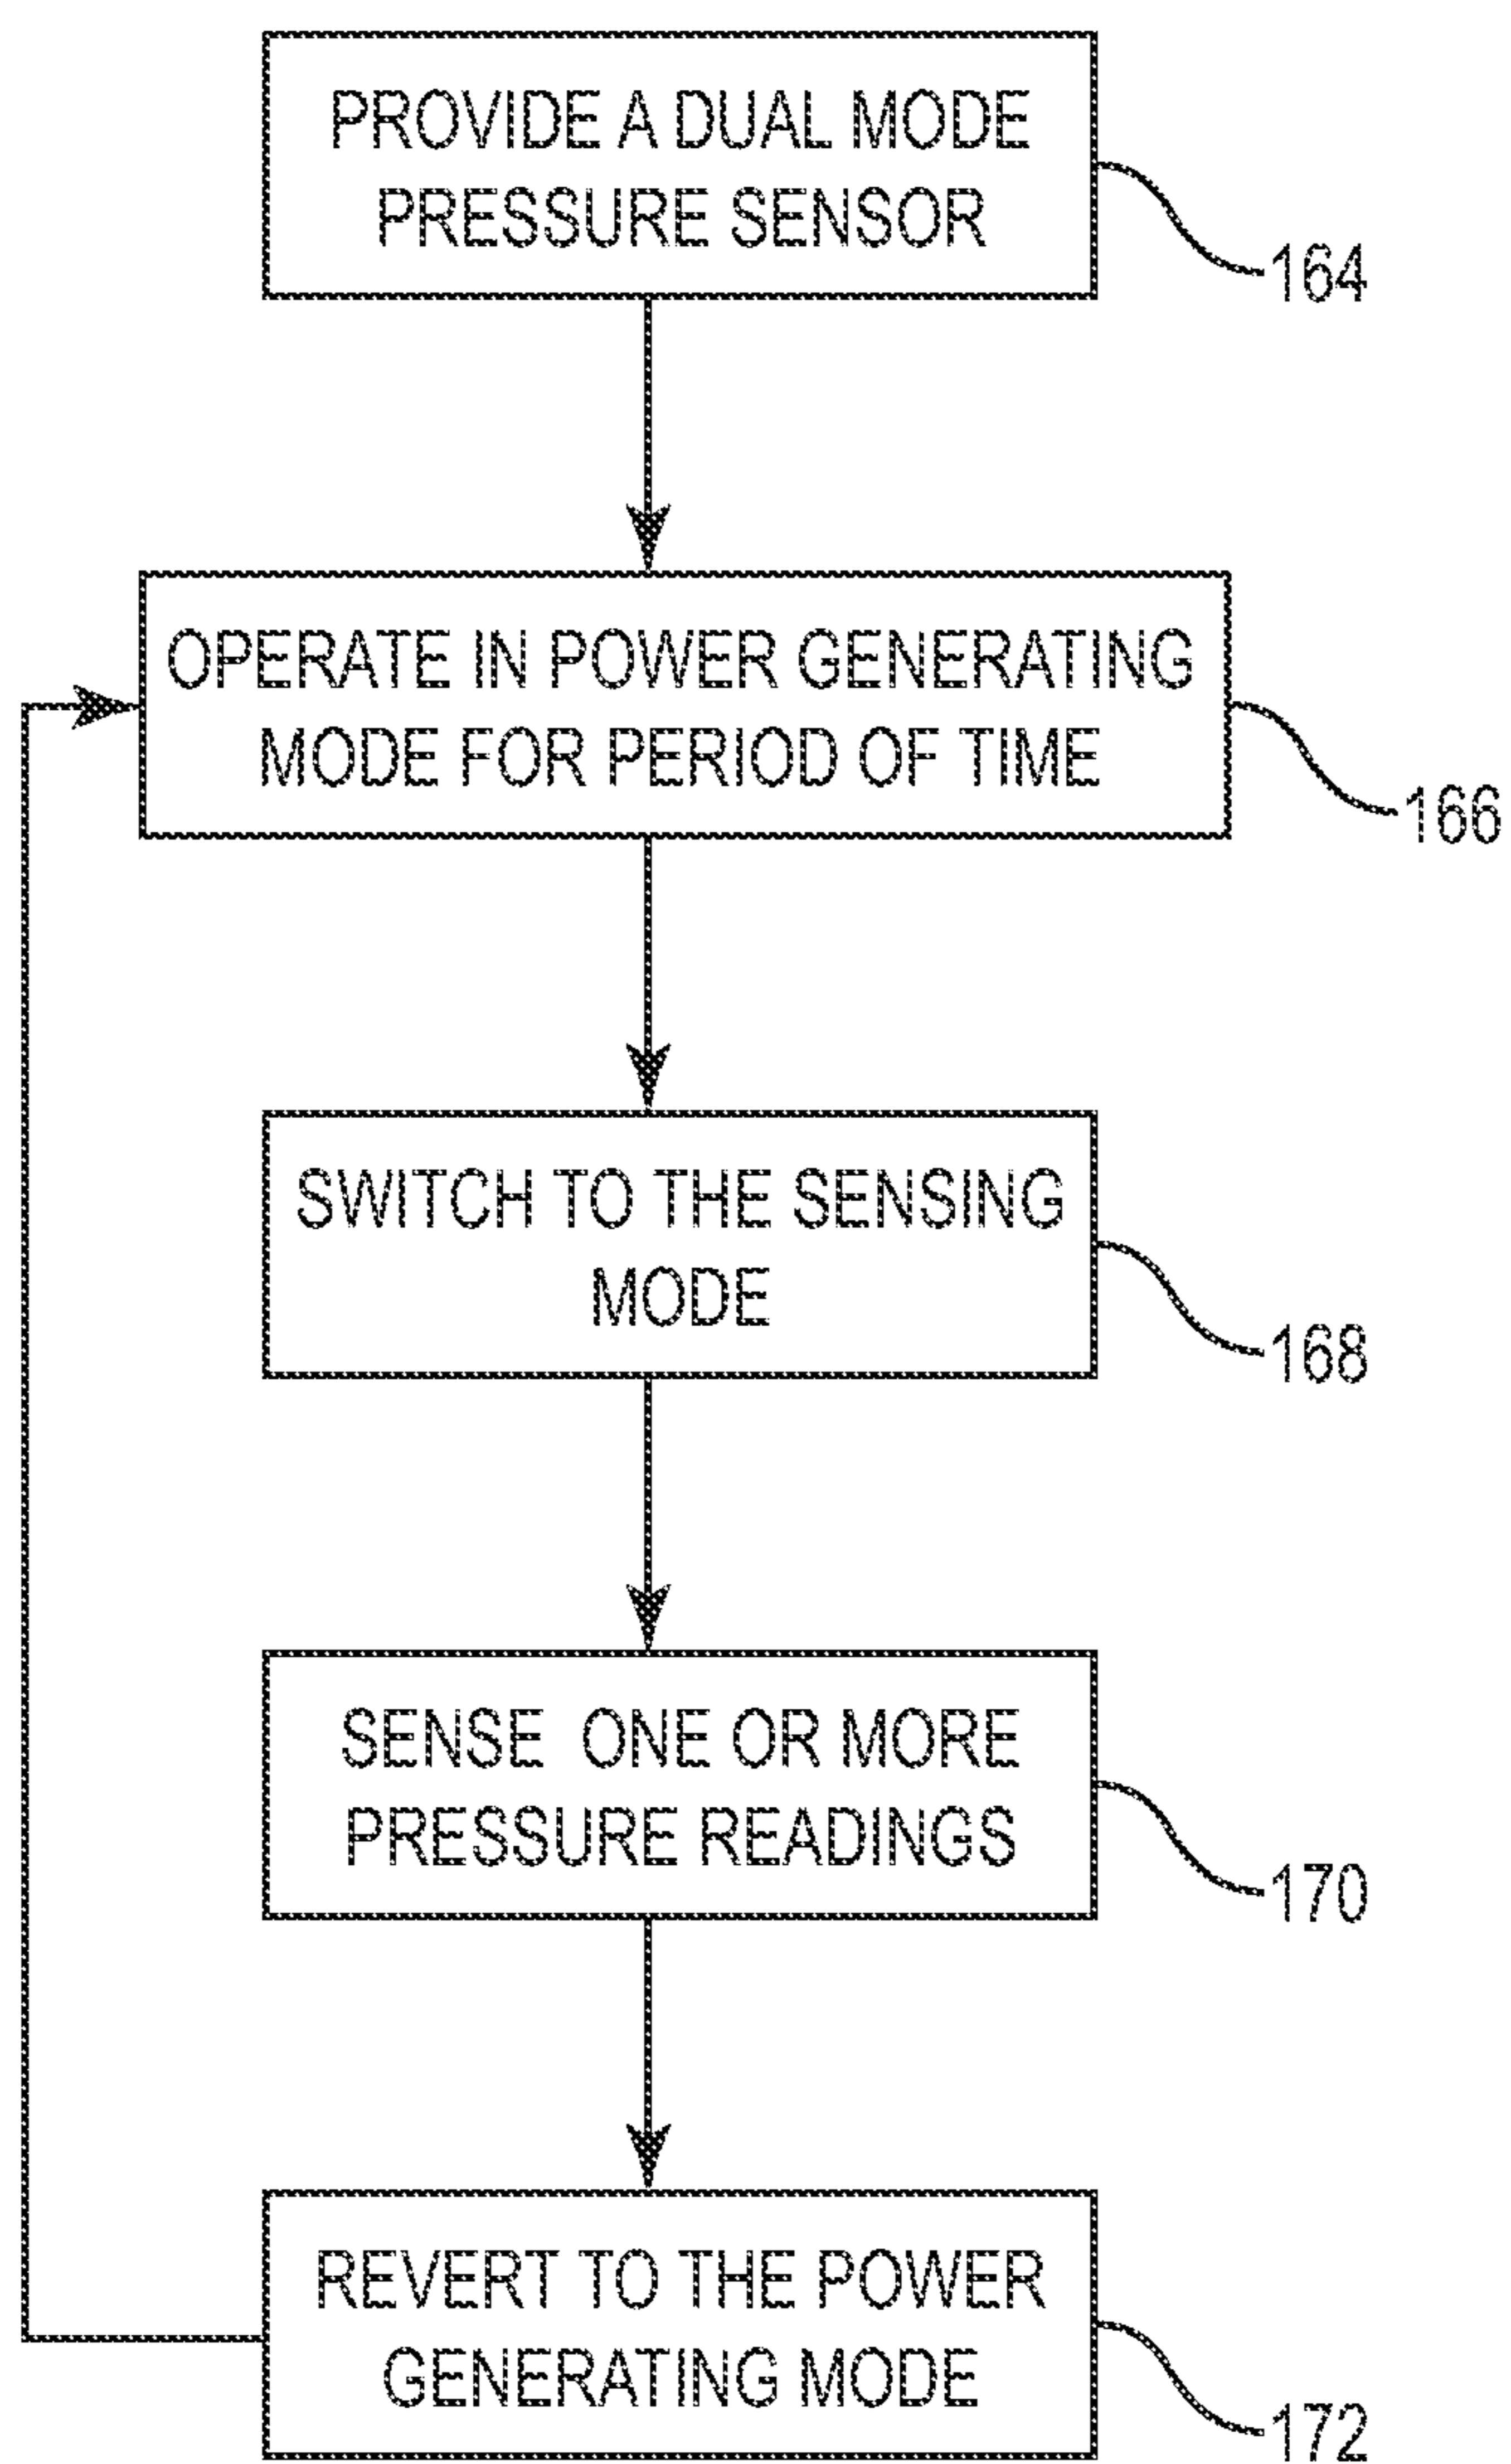 PROVIDE A DUAL MODE
PRESSURE SENSOR
164
OPERATE IN POWER GENERATING
MODE FOR PERIOD OF TIME
166
SWITCH TO THE SENSING
MODE
168
SENSE ONE OR MORE
PRESSURE READINGS
170
REVERT TO THE POWER
GENERATING MODE
172